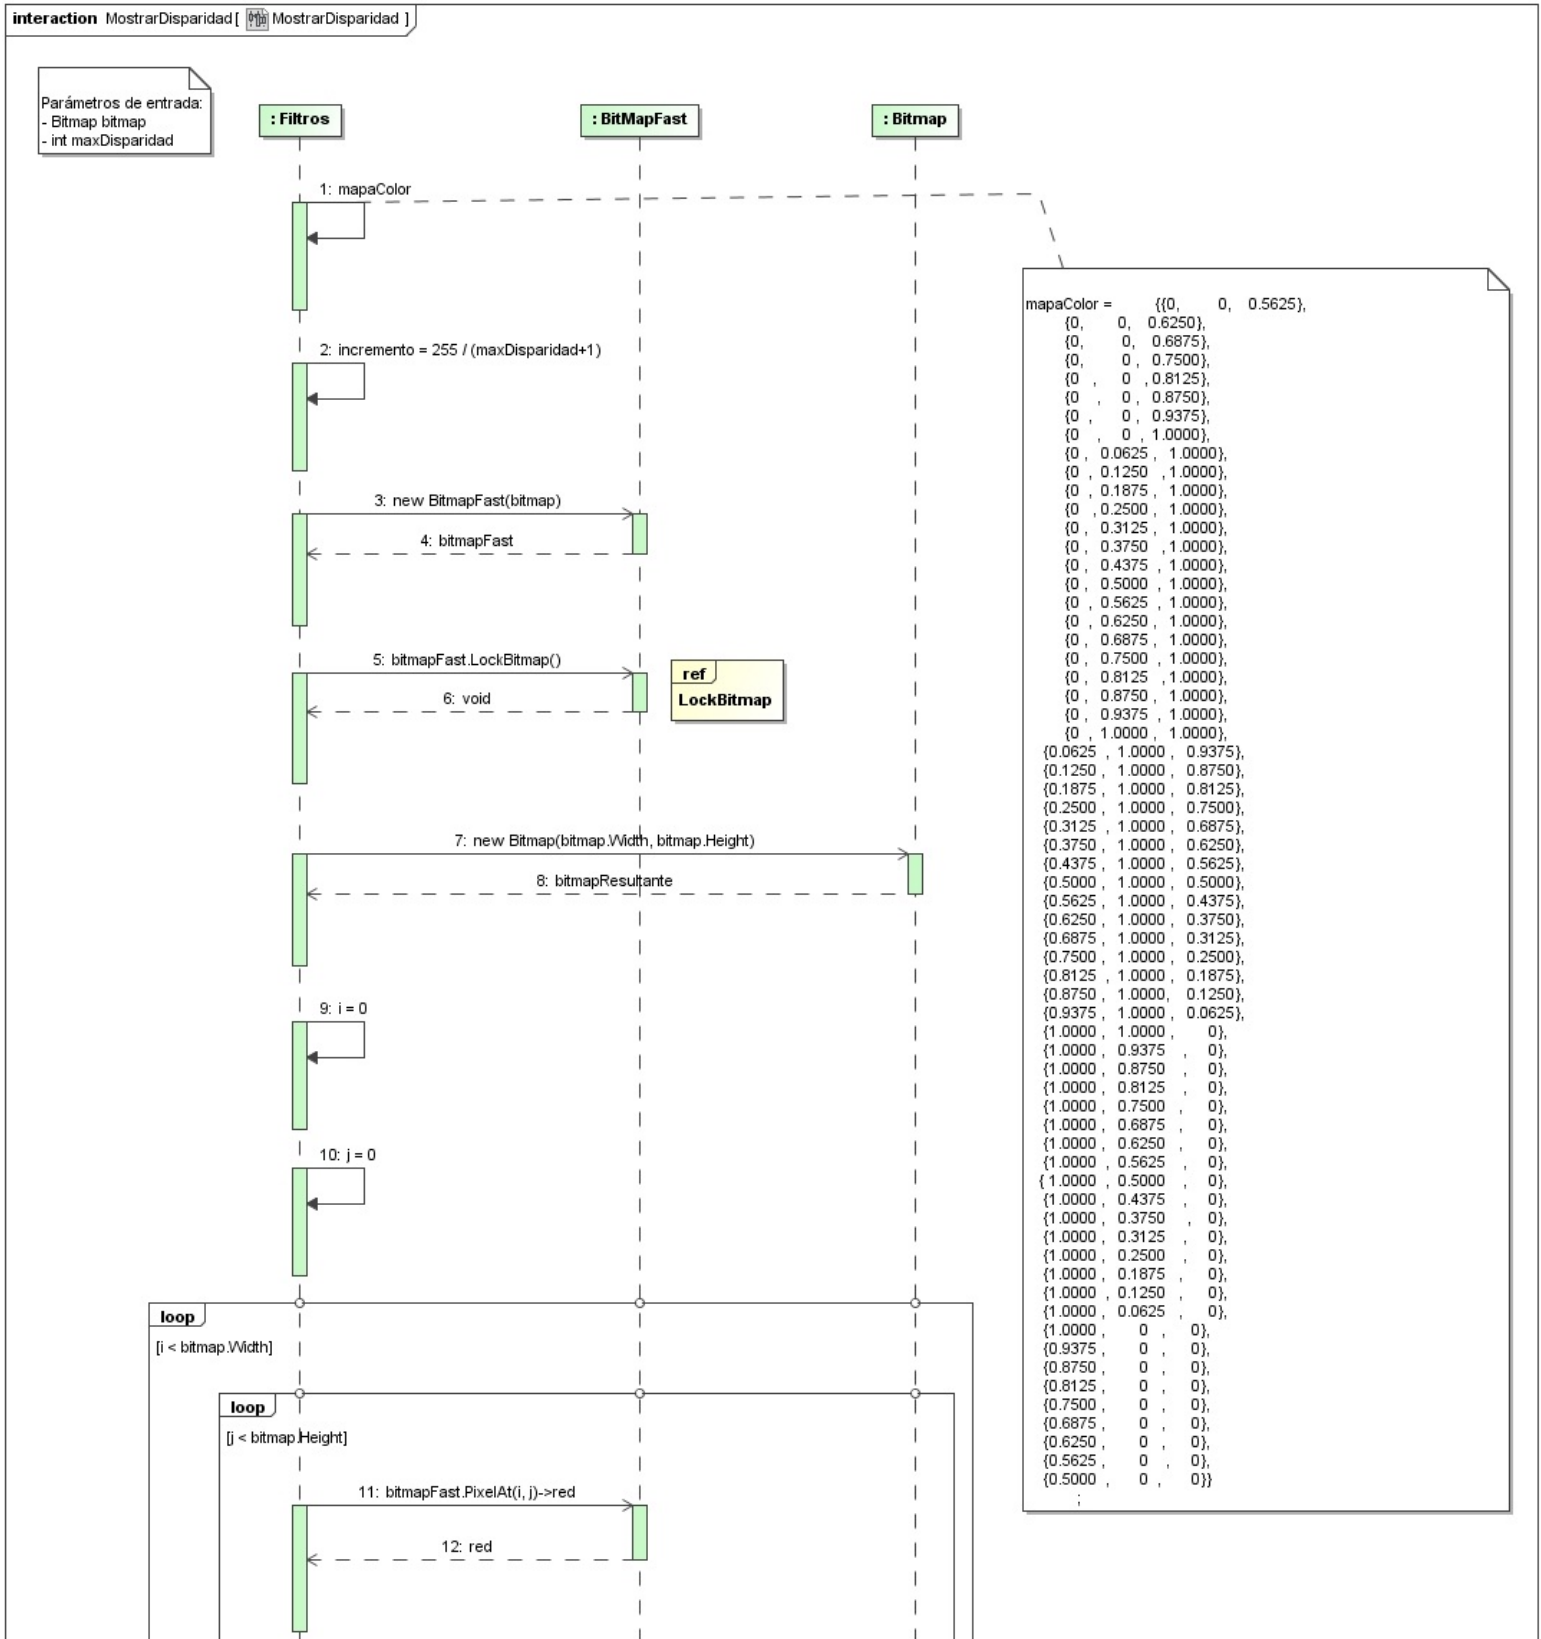 interaction MostrarDisparidad[ MostrarDisparidad ]
Parámetros de entrada:
- Bitmap bitmap
- int maxDisparidad
: Filtros
: BitMapFast
: Bitmap
1: mapaColor
2: incremento = 255 / (maxDisparidad+1)
3: new BitmapFast(bitmap)
4: bitmapFast
5: bitmapFast.LockBitmap()
6: void
ref
LockBitmap
7: new Bitmap(bitmap.Width, bitmap.Height)
8: bitmapResultante
9: i = 0
10: j = 0
loop
[i < bitmap.Width]
loop
[j < bitmap.Height]
11: bitmapFast.PixelAt(i, j)->red
12: red
mapaColor = {{0, 0, 0.5625},
{0, 0, 0.6250},
{0, 0, 0.6875},
{0, 0 , 0.7500},
{0 , 0 ,0.8125},
{0 , 0 , 0.8750},
{0 , 0 , 0.9375},
{0 , 0 , 1.0000},
{0 , 0.0625 , 1.0000},
{0 , 0.1250 ,1.0000},
{0 , 0.1875 , 1.0000},
{0 ,0.2500 , 1.0000},
{0 , 0.3125 , 1.0000},
{0 , 0.3750 ,1.0000},
{0 , 0.4375 , 1.0000},
{0 , 0.5000 , 1.0000},
{0 , 0.5625 , 1.0000},
{0 , 0.6250 , 1.0000},
{0 , 0.6875 , 1.0000},
{0 , 0.7500 , 1.0000},
{0 , 0.8125 , 1.0000},
{0 , 0.8750 , 1.0000},
{0 , 0.9375 , 1.0000},
{0 , 1.0000 , 1.0000},
{0.0625 , 1.0000 , 0.9375},
{0.1250 , 1.0000 , 0.8750},
{0.1875 , 1.0000 , 0.8125},
{0.2500 , 1.0000 , 0.7500},
{0.3125 , 1.0000 , 0.6875},
{0.3750 , 1.0000 , 0.6250},
{0.4375 , 1.0000 , 0.5625},
{0.5000 , 1.0000 , 0.5000},
{0.5625 , 1.0000 , 0.4375},
{0.6250 , 1.0000 , 0.3750},
{0.6875 , 1.0000 , 0.3125},
{0.7500 , 1.0000 , 0.2500},
{0.8125 , 1.0000 , 0.1875},
{0.8750 , 1.0000, 0.1250},
{0.9375 , 1.0000 , 0.0625},
{1.0000 , 1.0000 , 0},
{1.0000 , 0.9375 , 0},
{1.0000 , 0.8750 , 0},
{1.0000 , 0.8125 , 0},
{1.0000 , 0.7500 , 0},
{1.0000 , 0.6875 , 0},
{1.0000 , 0.6250 , 0},
{1.0000 , 0.5625 , 0},
{ 1.0000 , 0.5000 , 0},
{1.0000 , 0.4375 , 0},
{1.0000 , 0.3750 , 0},
{1.0000 , 0.3125 , 0},
{1.0000 , 0.2500 , 0},
{1.0000 , 0.1875 , 0},
{1.0000 , 0.1250 , 0},
{1.0000 , 0.0625 , 0},
{1.0000 , 0 , 0},
{0.9375 , 0 , 0},
{0.8750 , 0 , 0},
{0.8125 , 0 , 0},
{0.7500 , 0 , 0},
{0.6875 , 0 , 0},
{0.6250 , 0 , 0},
{0.5625 , 0 , 0},
{0.5000 , 0 , 0}}
;